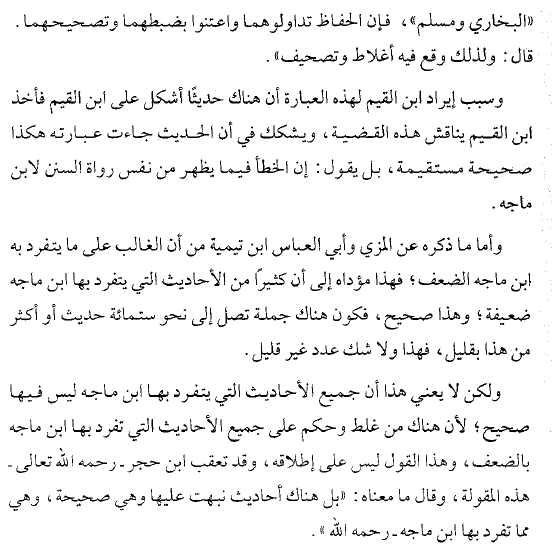 «البخاري ومسلم»، فإن الحفاظ تداولوهما واعتنوا بضبطهما وتصحيحهما.
قال: ولذلك وقع فيه أغلاط وتصحيف».
وسبب إيراد ابن القيم لهذه العبارة أن هناك حديثًا أشكل على ابن القيم فأخذ
ابن القيم يناقش هذه القضية، ويشكك في أن الحديث جاءت عبارته هكذا
صحيحة مستقيمة، بل يقول: إن الخطأ فيما يظهر من نفس رواة السنن لابن
ماجه.
وأما ما ذكره عن المزي وأبي العباس ابن تيمية من أن الغالب على ما يتفرد به
ابن ماجه الضعف؛ فهذا مؤداه إلى أن كثيرًا من الأحاديث التي يتفرد بها ابن ماجه
ضعيفة؛ وهذا صحيح، فكون هناك جملة تصل إلى نحو ستمائة حديث أو أكثر
من هذا بقليل، فهذا ولا شك عدد غير قليل.
ولكن لا يعني هذا أن جميع الأحاديث التي يتفرد بها ابن ماجه ليس فيها
صحيح؛ لأن هناك من غلط وحكم على جميع الأحاديث التي تفرد بها ابن ماجه
بالضعف، وهذا القول ليس على إطلاقه، وقد تعقب ابن حجر ـ رحمه الله تعالى ـ
هذه المقولة، وقال ما معناه: «بل هناك أحاديث نبهت عليها وهي صحيحة، وهي
مما تفرد بها ابن ماجه ـ رحمه الله».